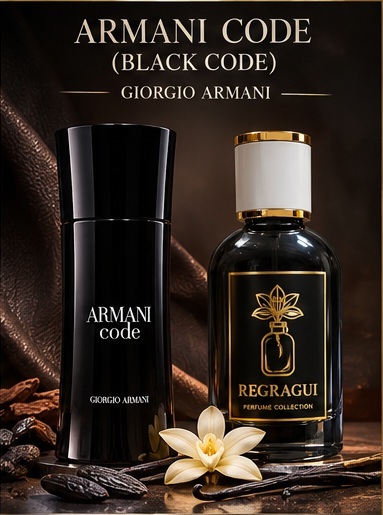 ARMANI CODE
(BLACK CODE)
GIORGIO ARMANI
ARMANI
code
GIORGIO ARMANI
REGRAGUI
PERFUME COLLECTION